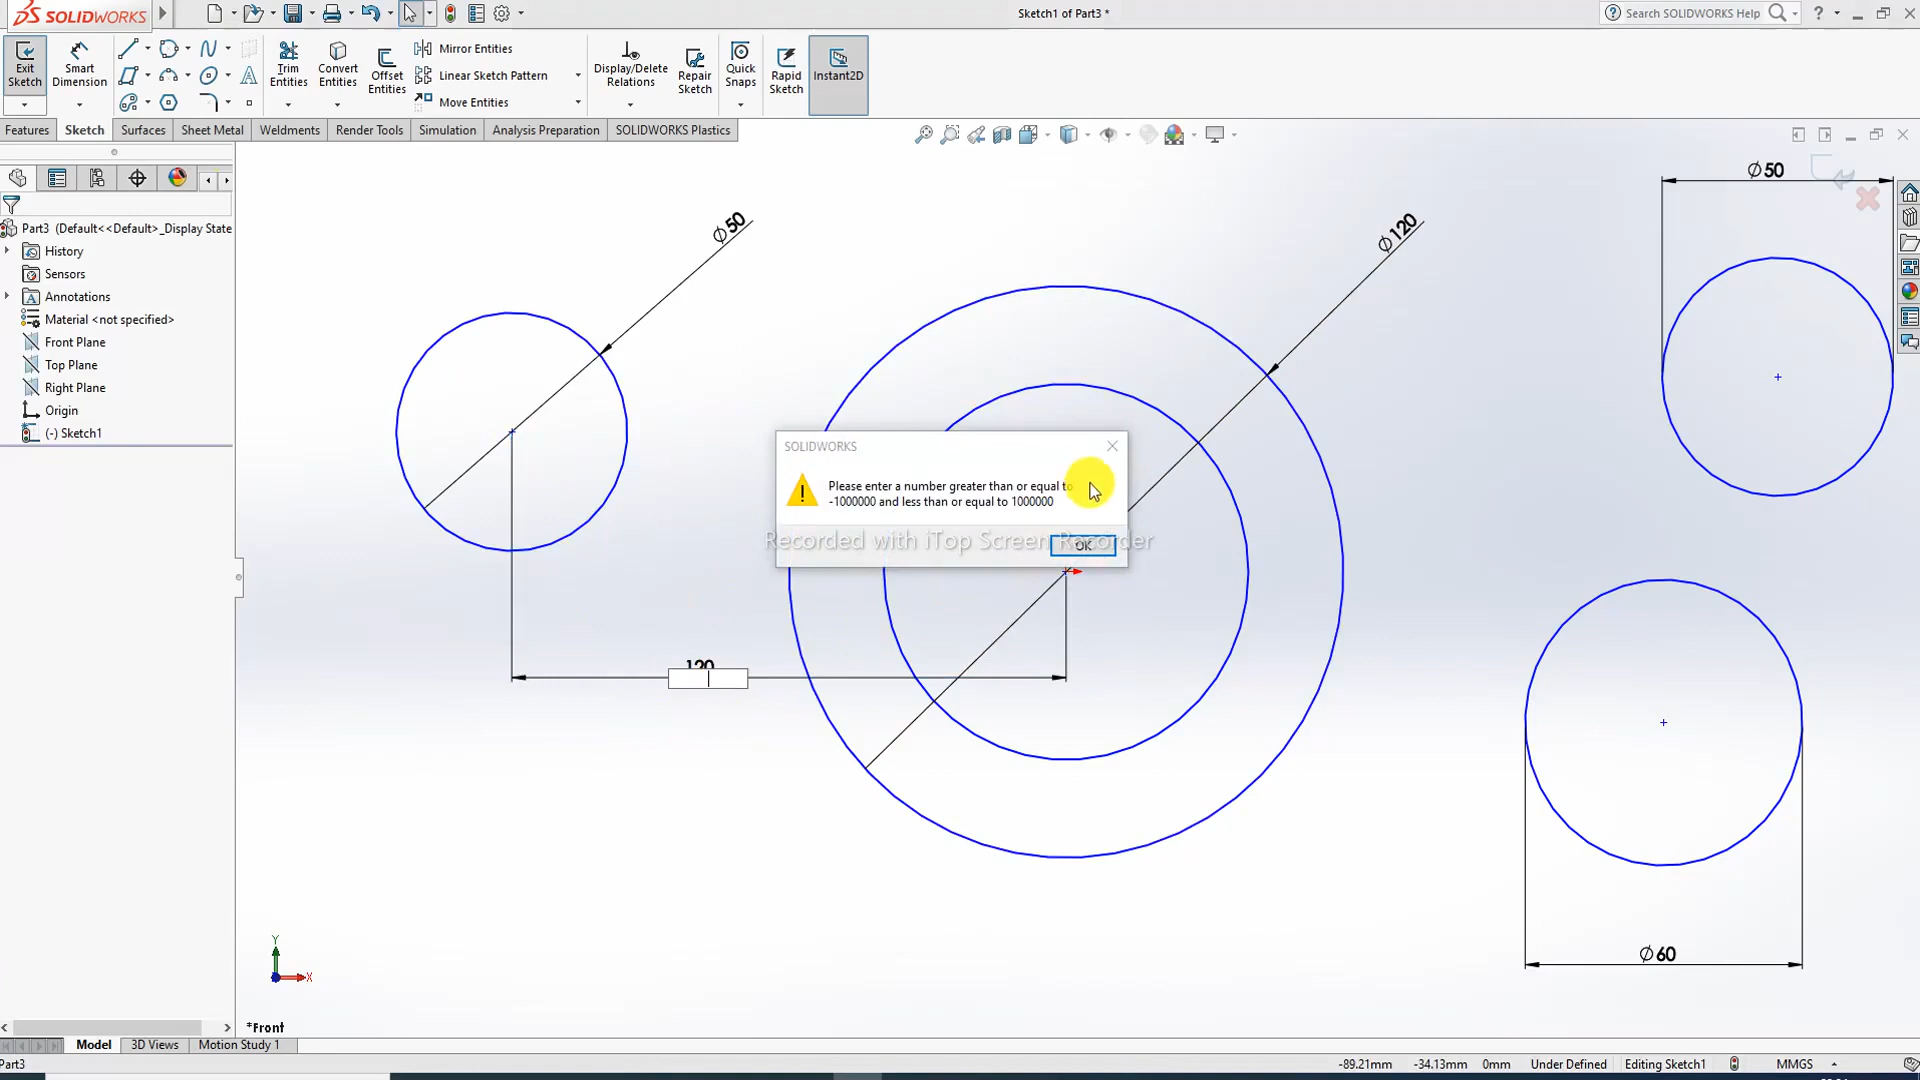 SOLIDWORKS
Sketch1 of Part3 *
Search SOLIDWORKS Help
?
Exit Sketch
Smart Dimension
Trim Entities
Convert Entities
Offset Entities
Mirror Entities
Linear Sketch Pattern
Move Entities
Display/Delete Relations
Repair Sketch
Quick Snaps
Rapid Sketch
Instant2D
Features
Sketch
Surfaces
Sheet Metal
Weldments
Render Tools
Simulation
Analysis Preparation
SOLIDWORKS Plastics
Part3 (Default<<Default>_Display State
History
Sensors
Annotations
Material <not specified>
Front Plane
Top Plane
Right Plane
Origin
(-) Sketch1
∅50
∅120
∅50
SOLIDWORKS
Please enter a number greater than or equal to
-1000000 and less than or equal to 1000000
OK
Recorded with iTop Screen Recorder
120
∅60
Y
X
*Front
Model
3D Views
Motion Study 1
Part3
-89.21mm
-34.13mm
0mm
Under Defined
Editing Sketch1
MMGS